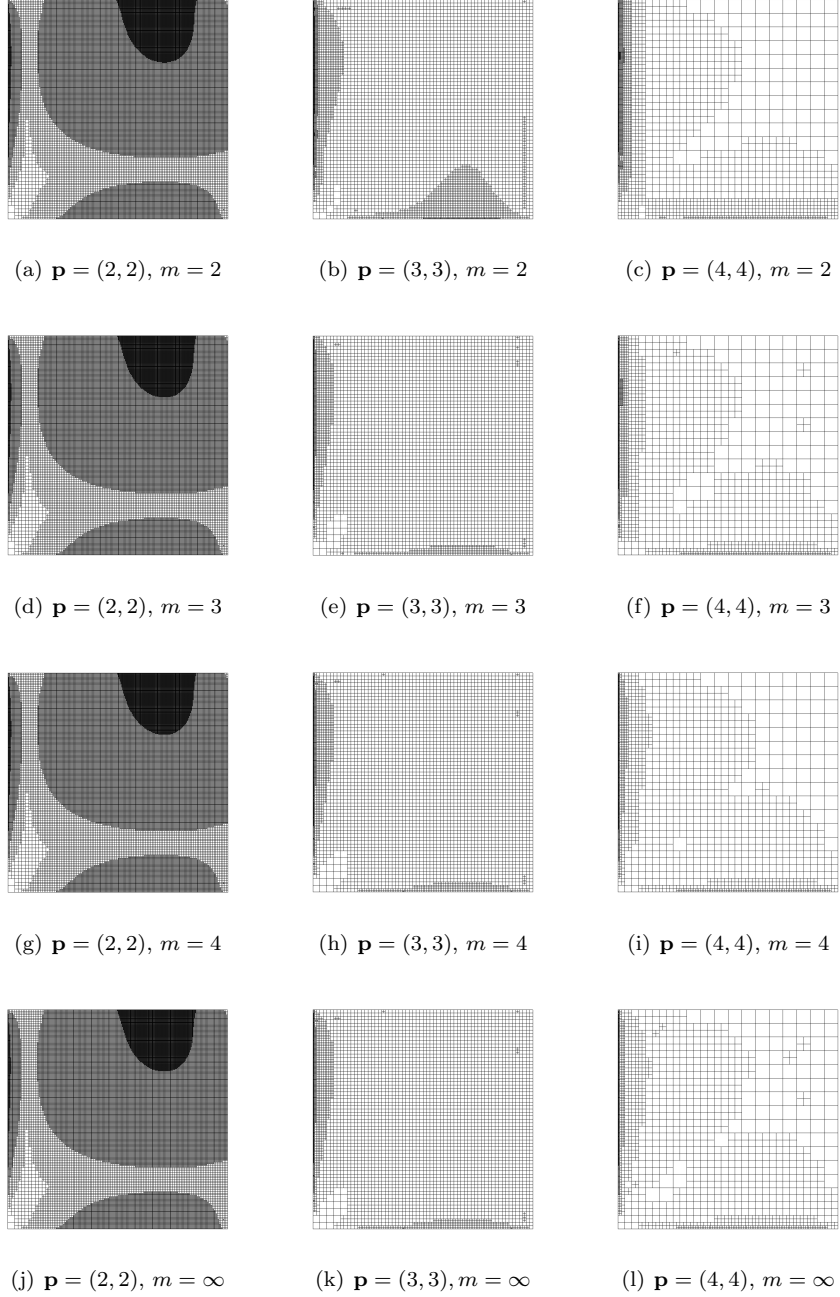 (a) p = (2, 2), m = 2
(b) p = (3, 3), m = 2
(c) p = (4, 4), m = 2
(d) p = (2, 2), m = 3
(e) p = (3, 3), m = 3
(f) p = (4, 4), m = 3
(g) p = (2, 2), m = 4
(h) p = (3, 3), m = 4
(i) p = (4, 4), m = 4
(j) p = (2, 2), m = ∞
(k) p = (3, 3), m = ∞
(l) p = (4, 4), m = ∞